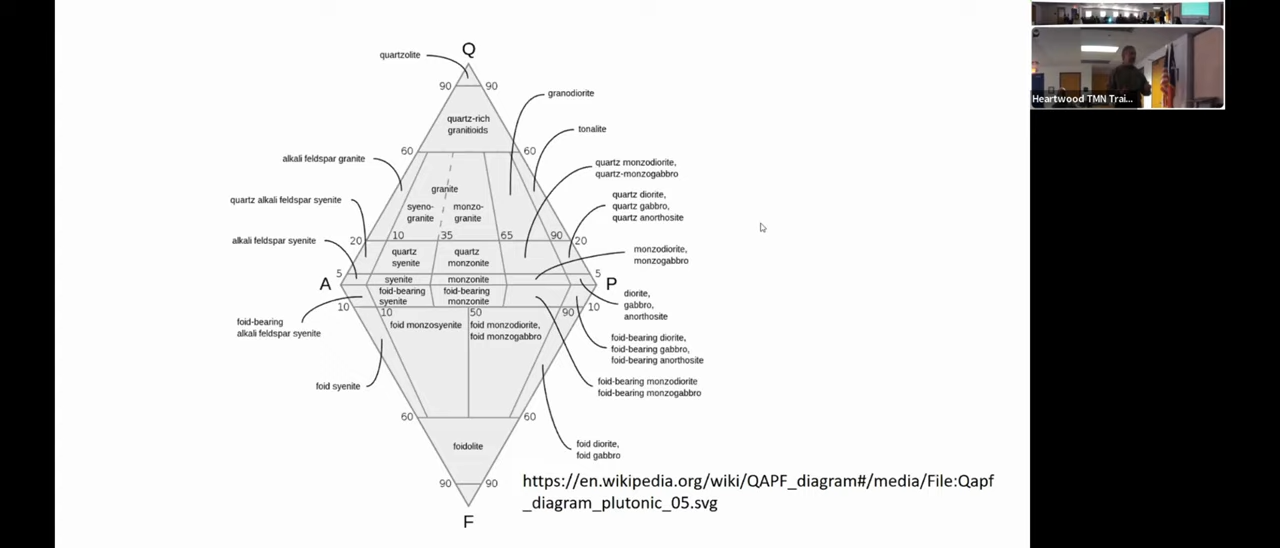 Q
quartzolite
90
90
granodiorite
quartz-rich
granitioids
tonalite
60
60
alkali feldspar granite
quartz monzodiorite,
quartz-monzogabbro
granite
quartz alkali feldspar syenite
syeno-
granite
monzo-
granite
quartz diorite,
quartz gabbro,
quartz anorthosite
alkali feldspar syenite
20
10
35
65
90
20
quartz
syenite
quartz
monzonite
monzodiorite,
monzogabbro
5
5
syenite
monzonite
A
P
foid-bearing
syenite
foid-bearing
monzonite
diorite,
gabbro,
anorthosite
10
10
50
90
10
foid-bearing
alkali feldspar syenite
foid monzosyenite
foid monzodiorite,
foid monzogabbro
foid-bearing diorite,
foid-bearing gabbro,
foid-bearing anorthosite
foid syenite
foid-bearing monzodiorite
foid-bearing monzogabbro
60
60
foidolite
foid diorite,
foid gabbro
90
90
F
https://en.wikipedia.org/wiki/QAPF_diagram#/media/File:Qapf
_diagram_plutonic_05.svg
Heartwood TMN Trai...